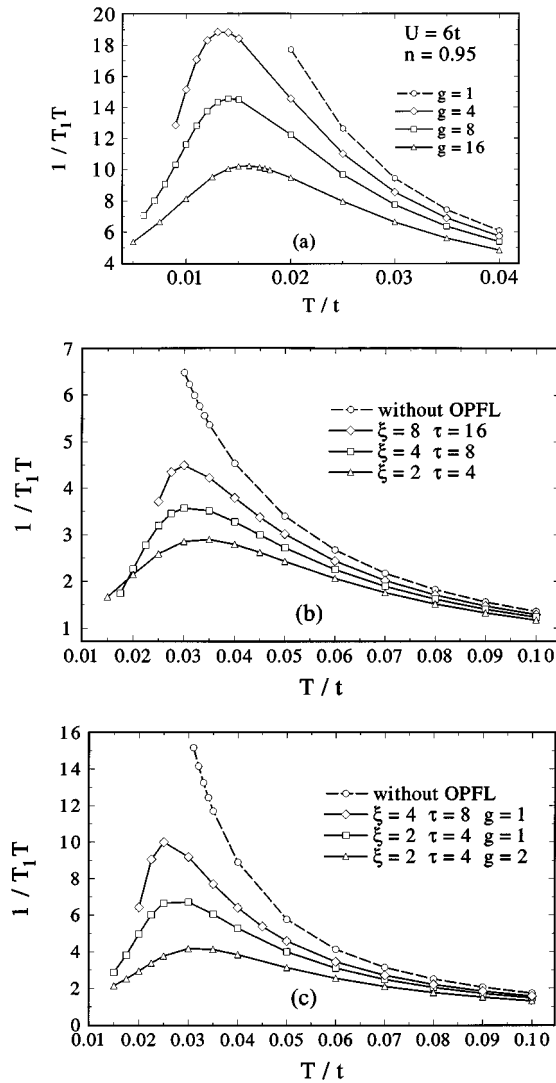 20
18
16
14
12
10
8
6
4
1 / T₁T
U = 6t
n = 0.95
g = 1
g = 4
g = 8
g = 16
(a)
0.01 0.02 0.03 0.04
T / t
7
6
5
4
3
2
1
1 / T₁T
without OPFL
ξ = 8 τ = 16
ξ = 4 τ = 8
ξ = 2 τ = 4
(b)
0.01 0.02 0.03 0.04 0.05 0.06 0.07 0.08 0.09 0.10
T / t
16
14
12
10
8
6
4
2
0
1 / T₁T
without OPFL
ξ = 4 τ = 8 g = 1
ξ = 2 τ = 4 g = 1
ξ = 2 τ = 4 g = 2
(c)
0.01 0.02 0.03 0.04 0.05 0.06 0.07 0.08 0.09 0.10
T / t